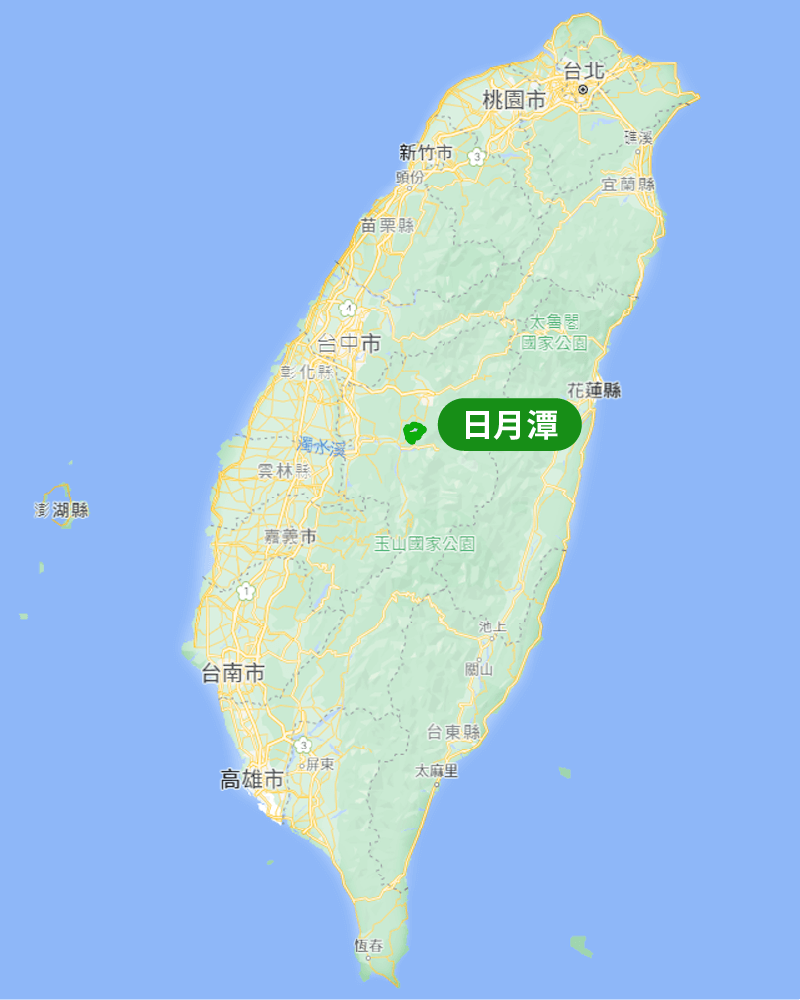 台北
桃園市
礁溪
新竹市
3
頭份
宜蘭縣
苗栗縣
4
太魯閣
國家公園
台中市
彰化縣
花蓮縣
日月潭
濁水溪
雲林縣
澎湖縣
嘉義市
玉山國家公園
1
池上
關山
台南市
台東縣
3
屏東
太麻里
高雄市
恆春